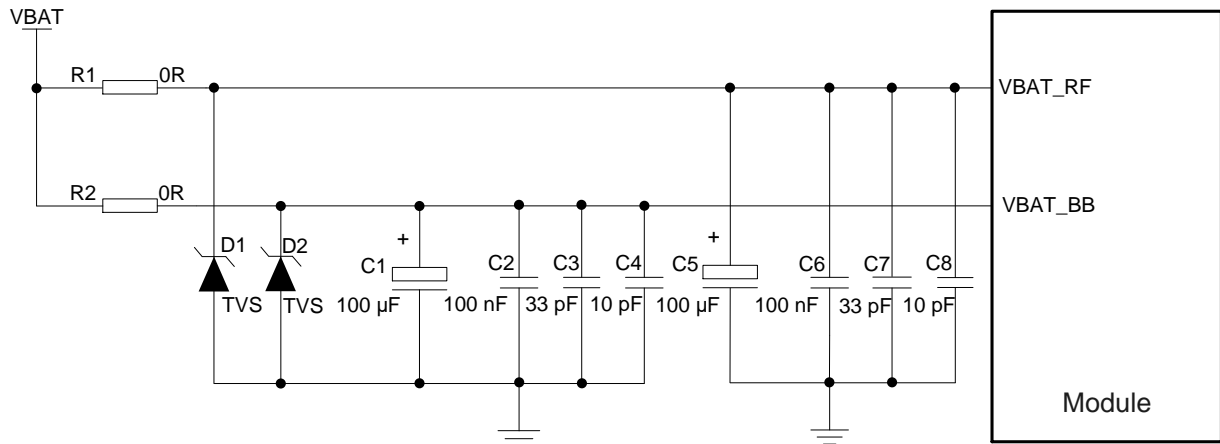 VBAT
R1 0R
VBAT_RF
R2 0R
VBAT_BB
D1 D2
TVS TVS
+
C1
100 µF
C2
100 nF
C3
33 pF
C4
10 pF
+
C5
100 µF
C6
100 nF
C7
33 pF
C8
10 pF
Module